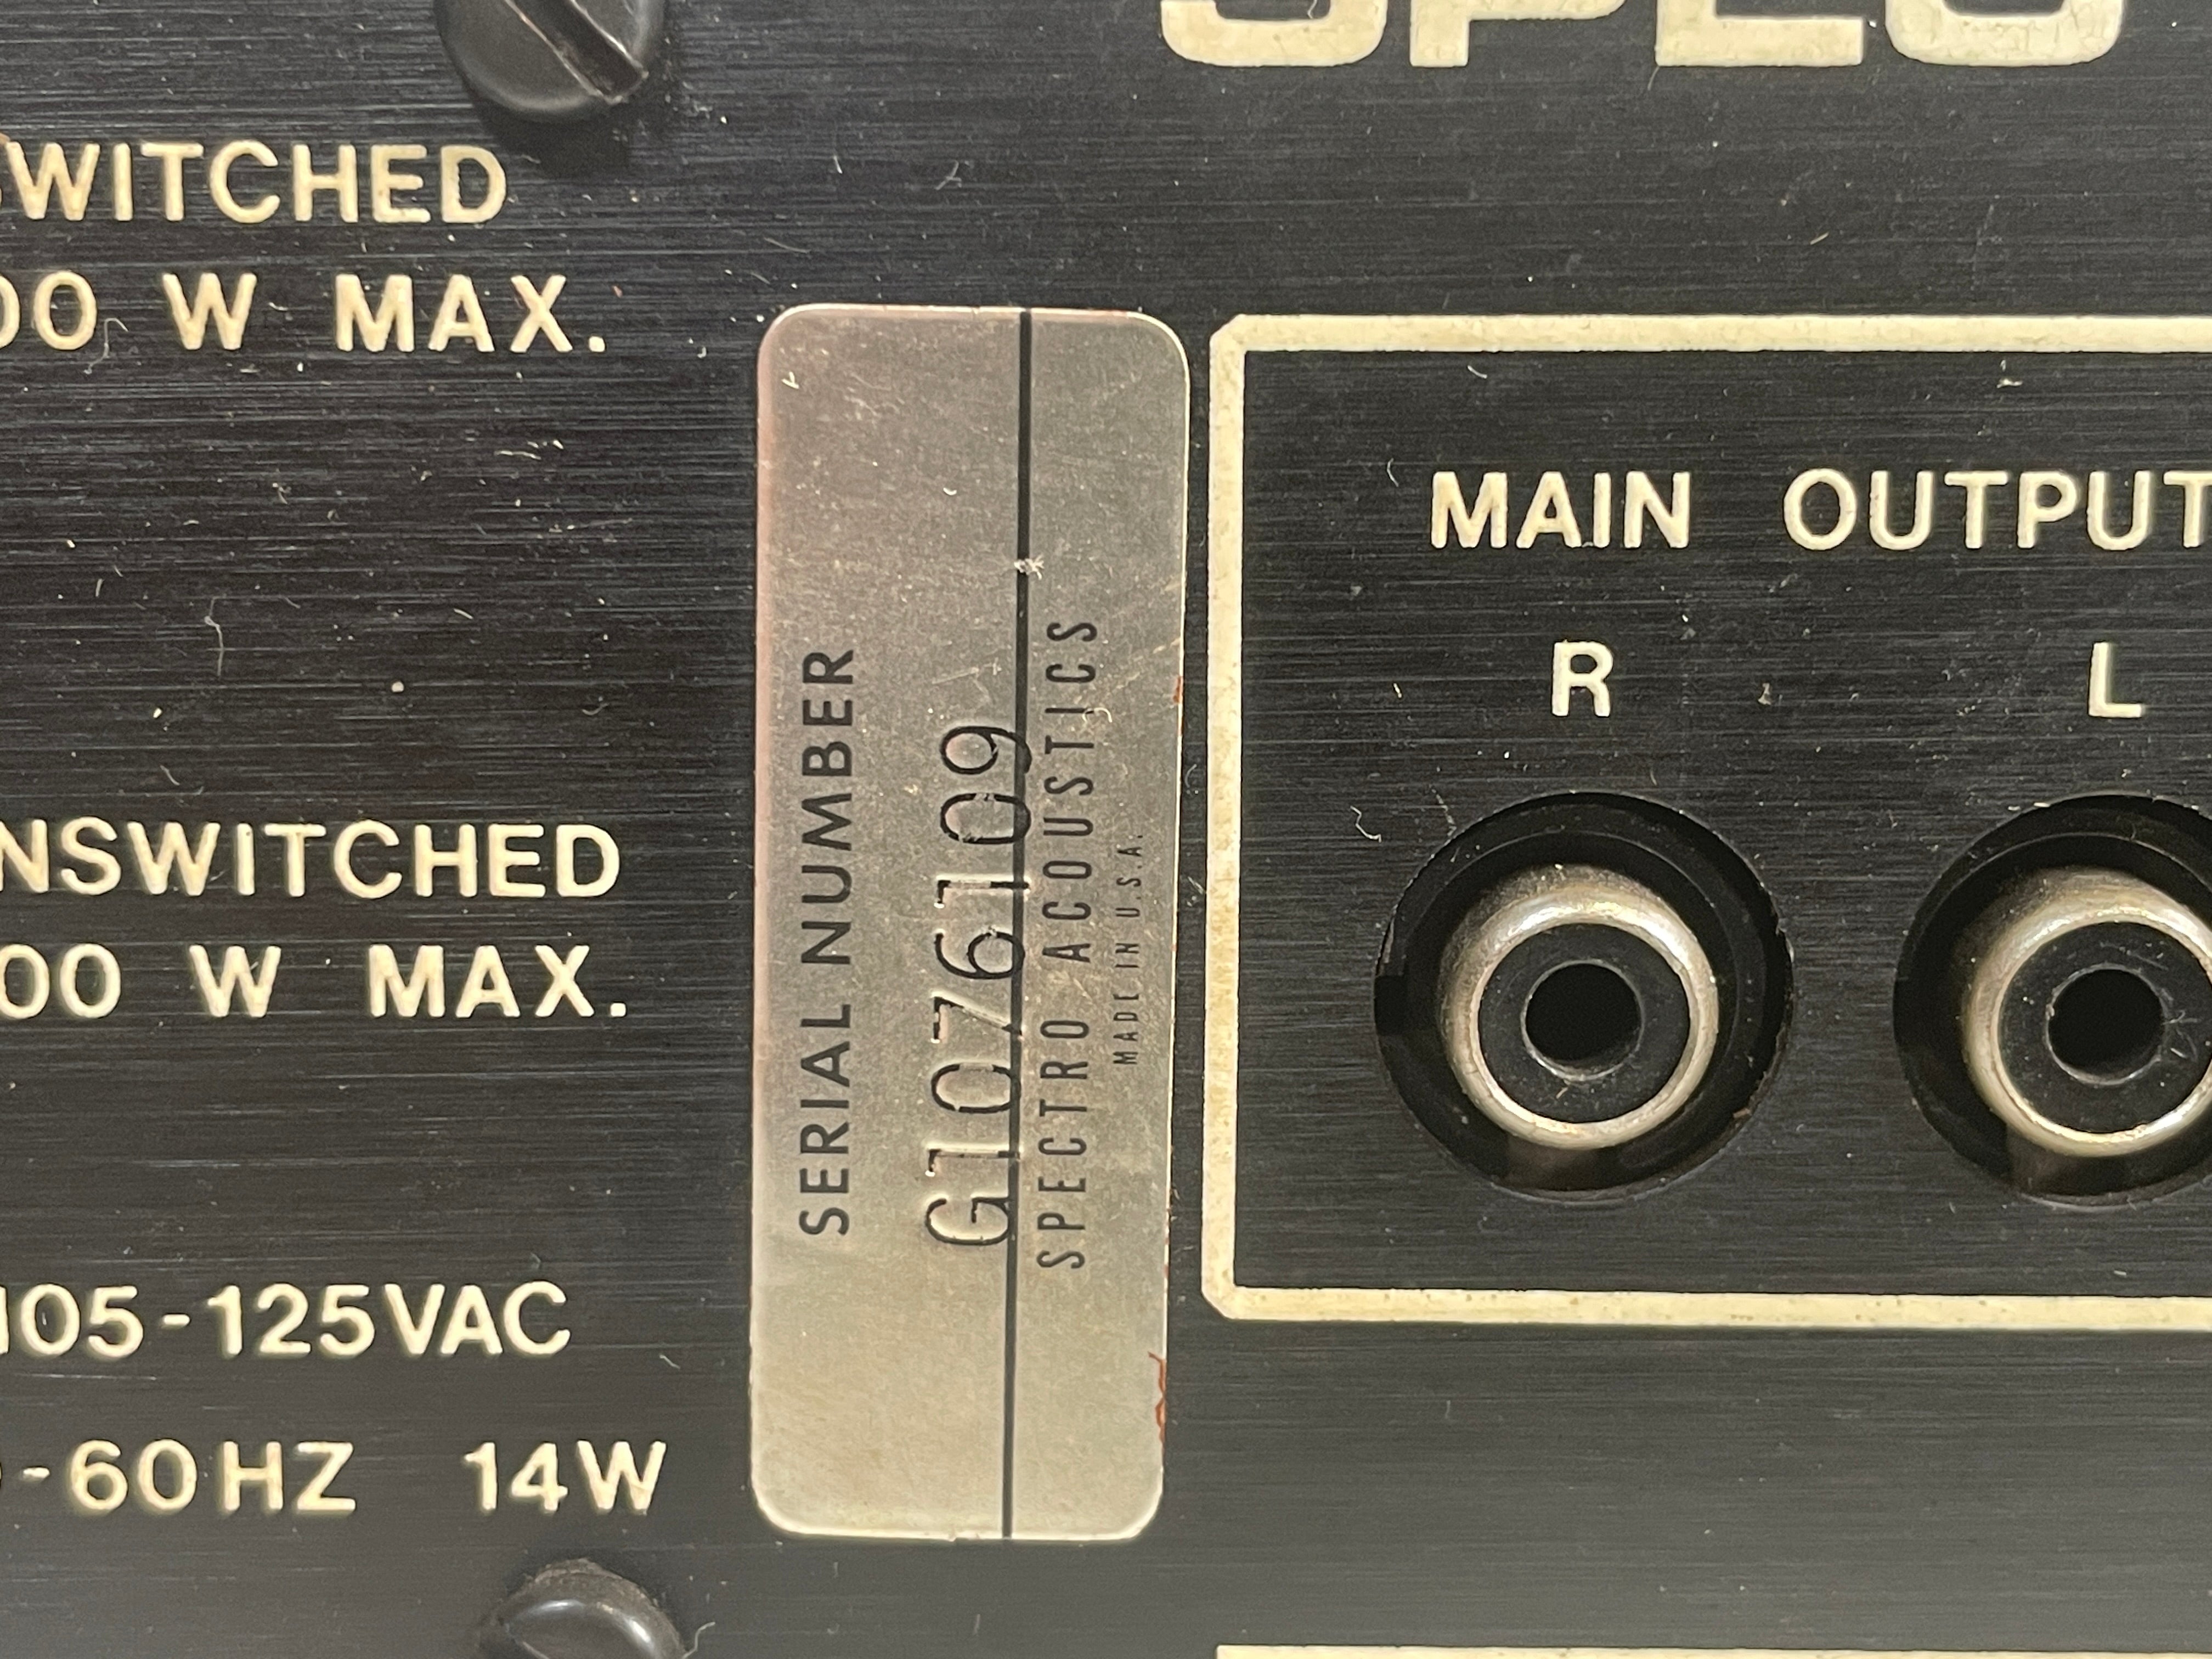 SPEC
SWITCHED
00 W MAX.
NSWITCHED
00 W MAX.
105-125VAC
-60HZ 14W
SERIAL NUMBER
G1076109
SPECTRO ACOUSTICS
MADE IN U.S.A.
MAIN OUTPUT
R L